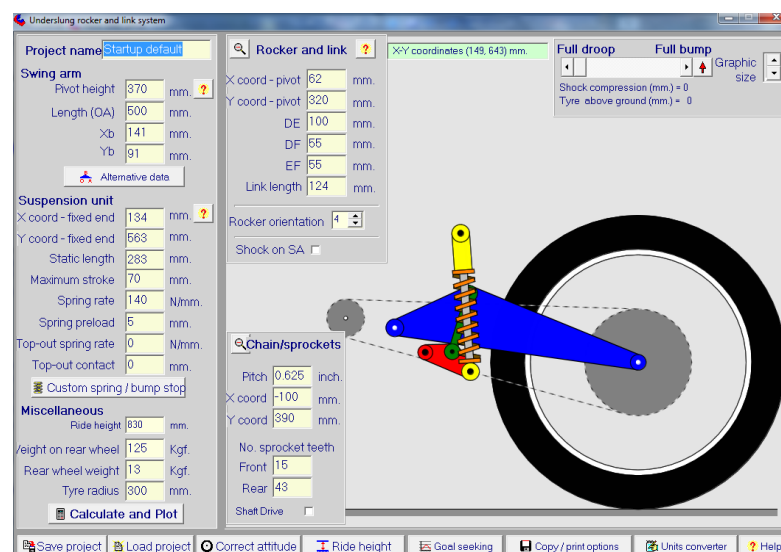 Underslung rocker and link system
Project name Startup default
Swing arm
Pivot height 370 mm. ?
Length (OA) 500 mm.
Xb 141 mm.
Yb 91 mm.
Alternative data
Suspension unit
X coord - fixed end 134 mm. ?
Y coord - fixed end 563 mm.
Static length 283 mm.
Maximum stroke 70 mm.
Spring rate 140 N/mm.
Spring preload 5 mm.
Top-out spring rate 0 N/mm.
Top-out contact 0 mm.
Custom spring / bump stop
Miscellaneous
Ride height 830 mm.
Weight on rear wheel 125 Kgf.
Rear wheel weight 13 Kgf.
Tyre radius 300 mm.
Calculate and Plot
Rocker and link ?
X coord - pivot 62 mm.
Y coord - pivot 320 mm.
DE 100 mm.
DF 55 mm.
EF 55 mm.
Link length 124 mm.
Rocker orientation 4
Shock on SA
Chain/sprockets
Pitch 0.625 inch.
X coord -100 mm.
Y coord 390 mm.
No. sprocket teeth
Front 15
Rear 43
Shaft Drive
X-Y coordinates (149, 643) mm.
Full droop Full bump
Graphic
size
Shock compression (mm.) = 0
Tyre above ground (mm.) = 0
Save project Load project Correct attitude Ride height Goal seeking Copy / print options Units converter ? Help